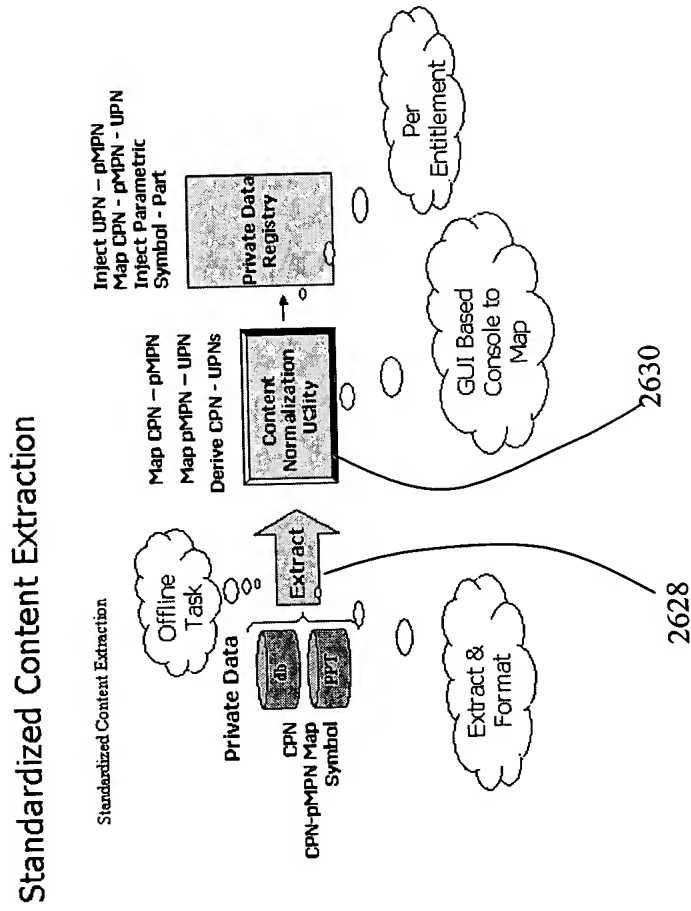 Standardized Content Extraction
Standardized Content Extraction
Offline
Task
Private Data
db
PPT
CPN
CPN-pMPN Map
Symbol
Extract
Extract &
Format
2628
Map CPN – pMPN
Map pMPN – UPN
Derive CPN - UPNs
Content
Normalization
Utility
GUI Based
Console to
Map
2630
Inject UPN – pMPN
Map CPN - pMPN - UPN
Inject Parametric
Symbol - Part
Private Data
Registry
Per
Entitlement